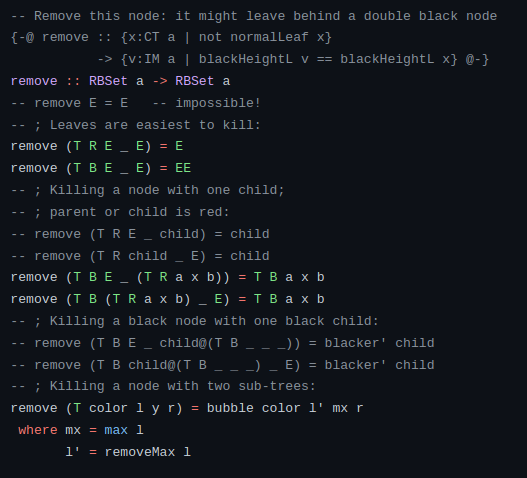 -- Remove this node: it might leave behind a double black node
{-@ remove :: {x:CT a | not normalLeaf x}
           -> {v:IM a | blackHeightL v == blackHeightL x} @-}
remove :: RBSet a -> RBSet a
-- remove E = E   -- impossible!
-- ; Leaves are easiest to kill:
remove (T R E _ E) = E
remove (T B E _ E) = EE
-- ; Killing a node with one child;
-- ; parent or child is red:
-- remove (T R E _ child) = child
-- remove (T R child _ E) = child
remove (T B E _ (T R a x b)) = T B a x b
remove (T B (T R a x b) _ E) = T B a x b
-- ; Killing a black node with one black child:
-- remove (T B E _ child@(T B _ _ _)) = blacker' child
-- remove (T B child@(T B _ _ _) _ E) = blacker' child
-- ; Killing a node with two sub-trees:
remove (T color l y r) = bubble color l' mx r
 where mx = max l
       l' = removeMax l